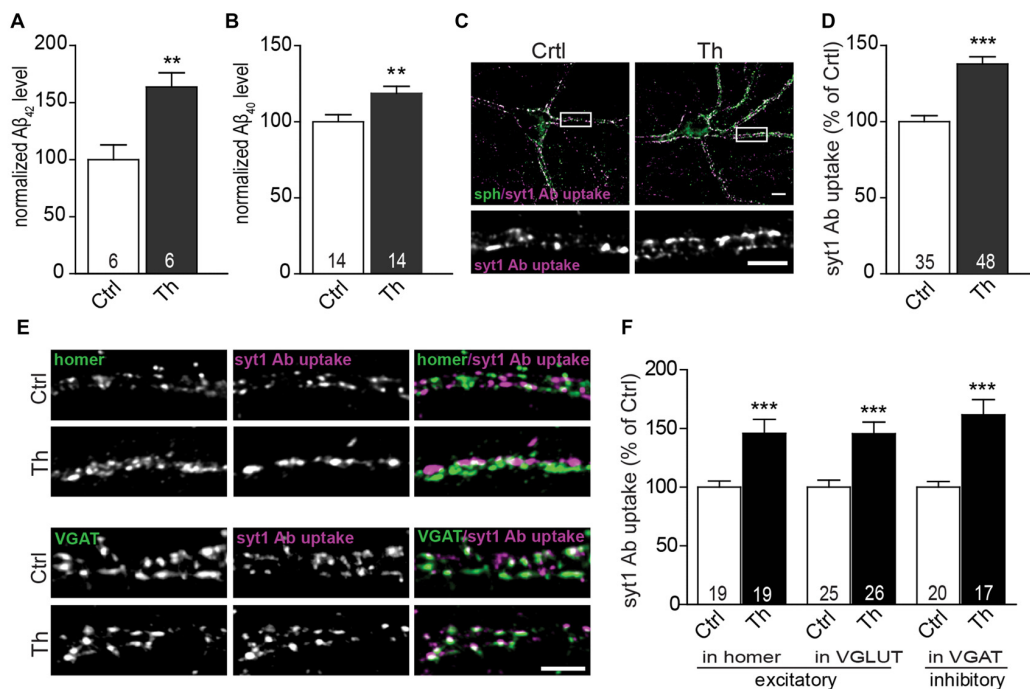 A
normalized Aβ42 level
200
150
100
50
0
**
6
6
Ctrl
Th
B
normalized Aβ40 level
150
100
50
0
**
14
14
Ctrl
Th
C
Crtl
Th
sph/syt1 Ab uptake
syt1 Ab uptake
D
syt1 Ab uptake (% of Crtl)
150
100
50
0
***
35
48
Ctrl
Th
E
Ctrl
homer
syt1 Ab uptake
homer/syt1 Ab uptake
Th
Ctrl
VGAT
syt1 Ab uptake
VGAT/syt1 Ab uptake
Th
F
syt1 Ab uptake (% of Ctrl)
200
150
100
50
0
***
***
***
19
19
25
26
20
17
Ctrl
Th
Ctrl
Th
Ctrl
Th
in homer
in VGLUT
in VGAT
excitatory
inhibitory